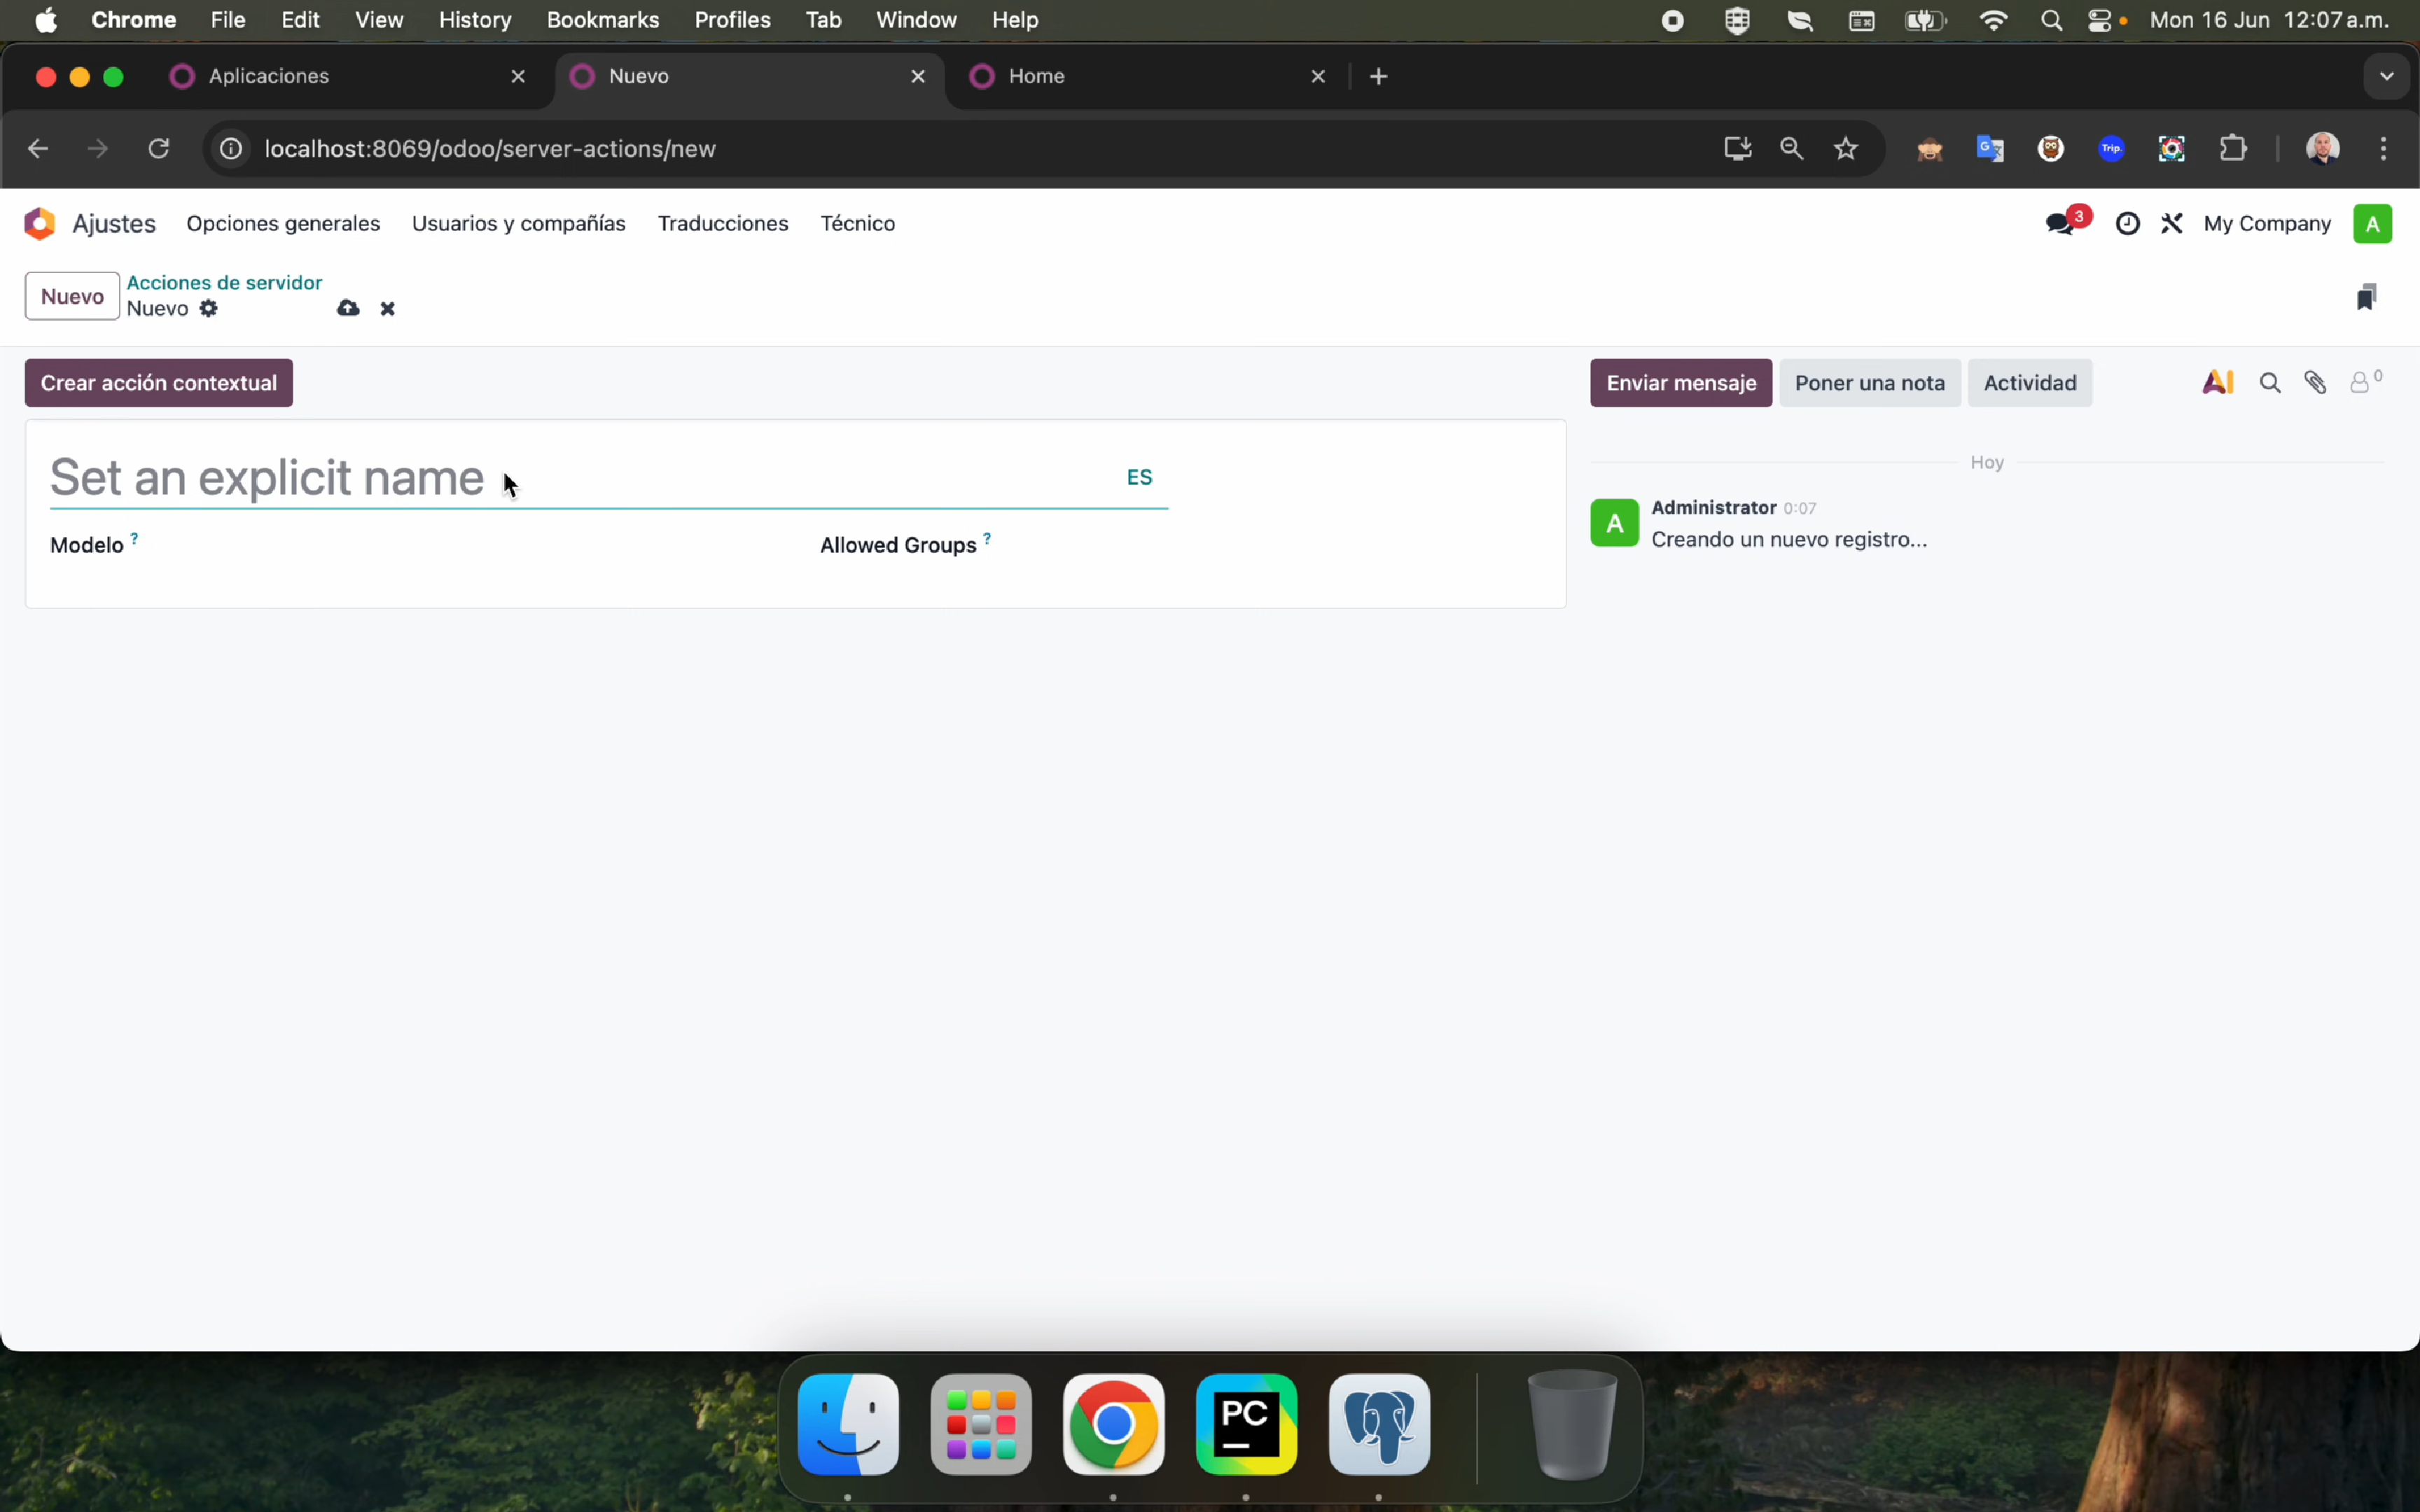 Chrome File Edit View History Bookmarks Profiles Tab Window Help Mon 16 Jun 12:07 a.m.
Aplicaciones Nuevo Home
localhost:8069/odoo/server-actions/new Trip.
Ajustes Opciones generales Usuarios y compañías Traducciones Técnico 3 My Company A
Nuevo Acciones de servidor
Nuevo
Crear acción contextual Enviar mensaje Poner una nota Actividad AI 0
Set an explicit name ES
Hoy
Modelo ? Allowed Groups ?
A Administrator 0:07
Creando un nuevo registro...
PC